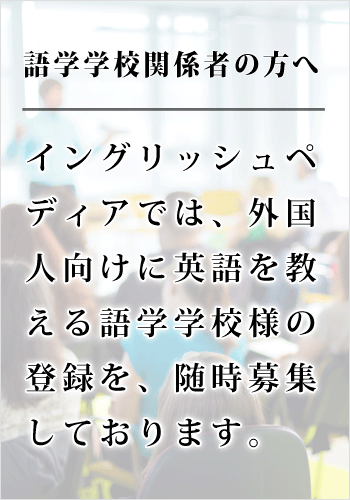 語学学校関係者の方へ
イングリッシュペ
ディアでは、外国
人向けに英語を教
える語学学校様の
登録を、随時募集
しております。